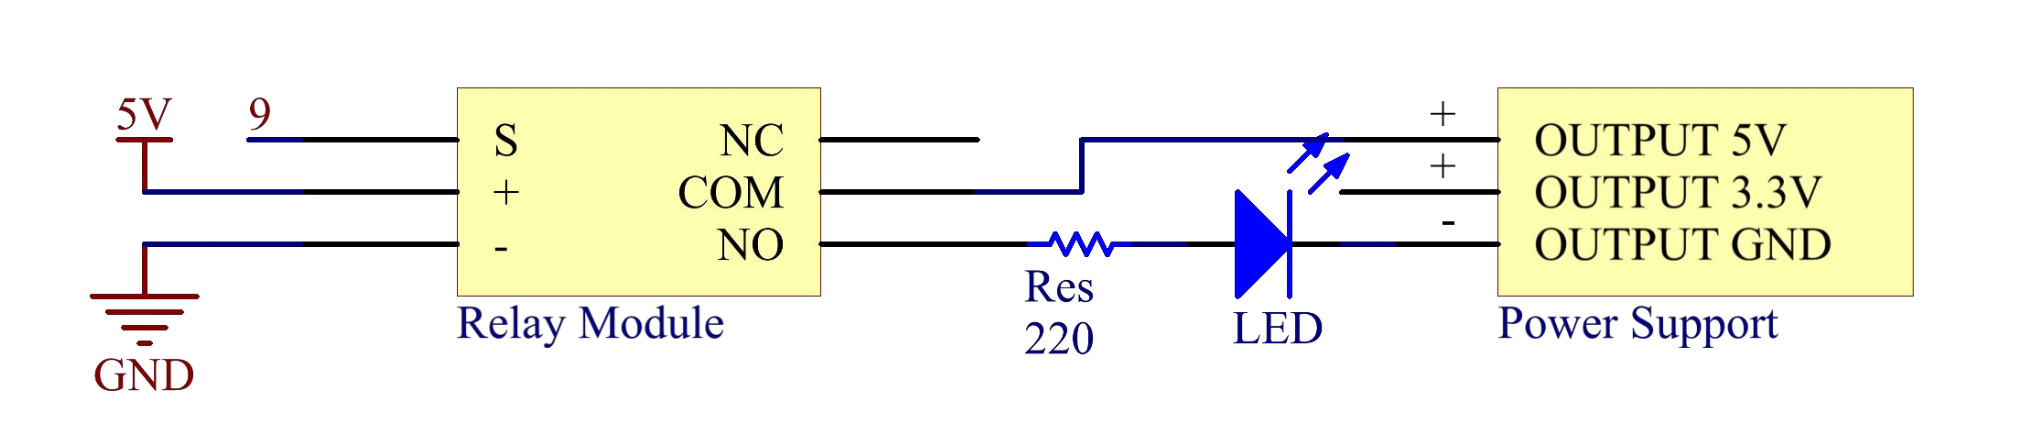 5V
9
GND
S
+
-
NC
COM
NO
Relay Module
Res
220
LED
+
+
-
OUTPUT 5V
OUTPUT 3.3V
OUTPUT GND
Power Support